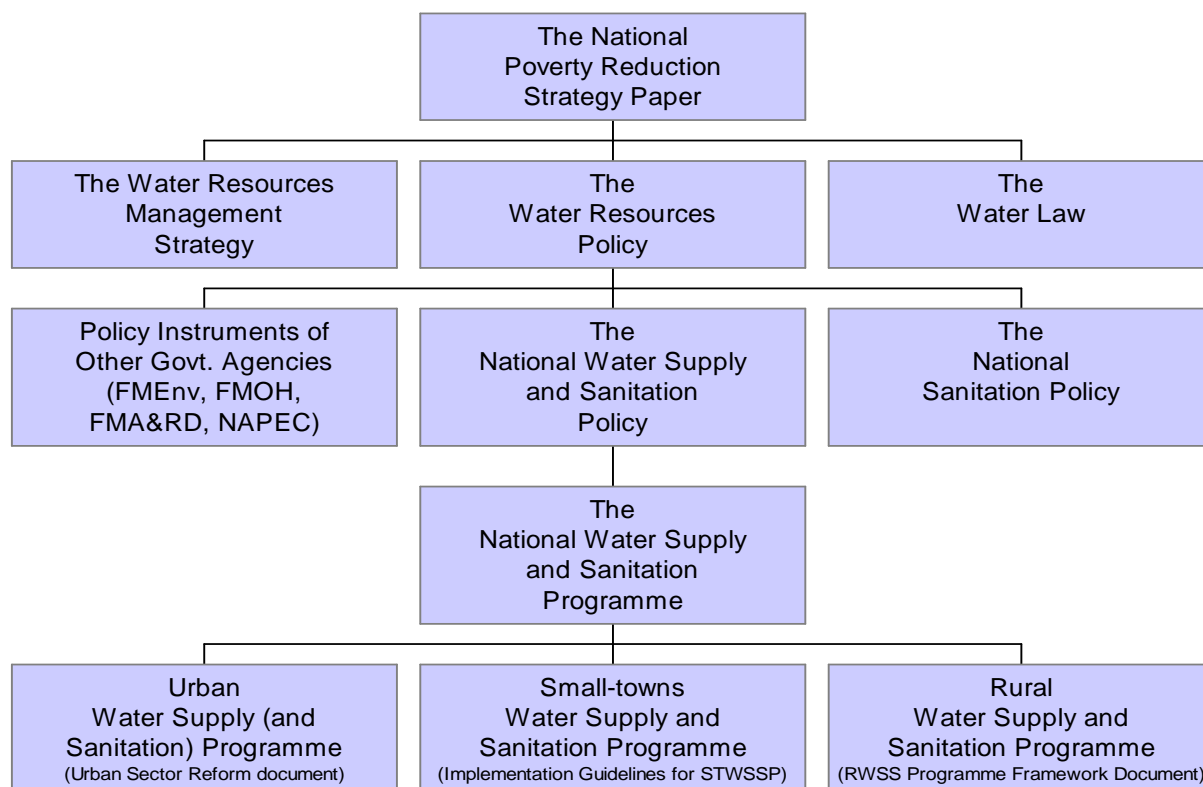 The National
Poverty Reduction
Strategy Paper
The Water Resources
Management
Strategy
The
Water Resources
Policy
The
Water Law
Policy Instruments of
Other Govt. Agencies
(FMEnv, FMOH,
FMA&RD, NAPEC)
The
National Water Supply
and Sanitation
Policy
The
National
Sanitation Policy
The
National Water Supply
and Sanitation
Programme
Urban
Water Supply (and
Sanitation) Programme
(Urban Sector Reform document)
Small-towns
Water Supply and
Sanitation Programme
(Implementation Guidelines for STWSSP)
Rural
Water Supply and
Sanitation Programme
(RWSS Programme Framework Document)